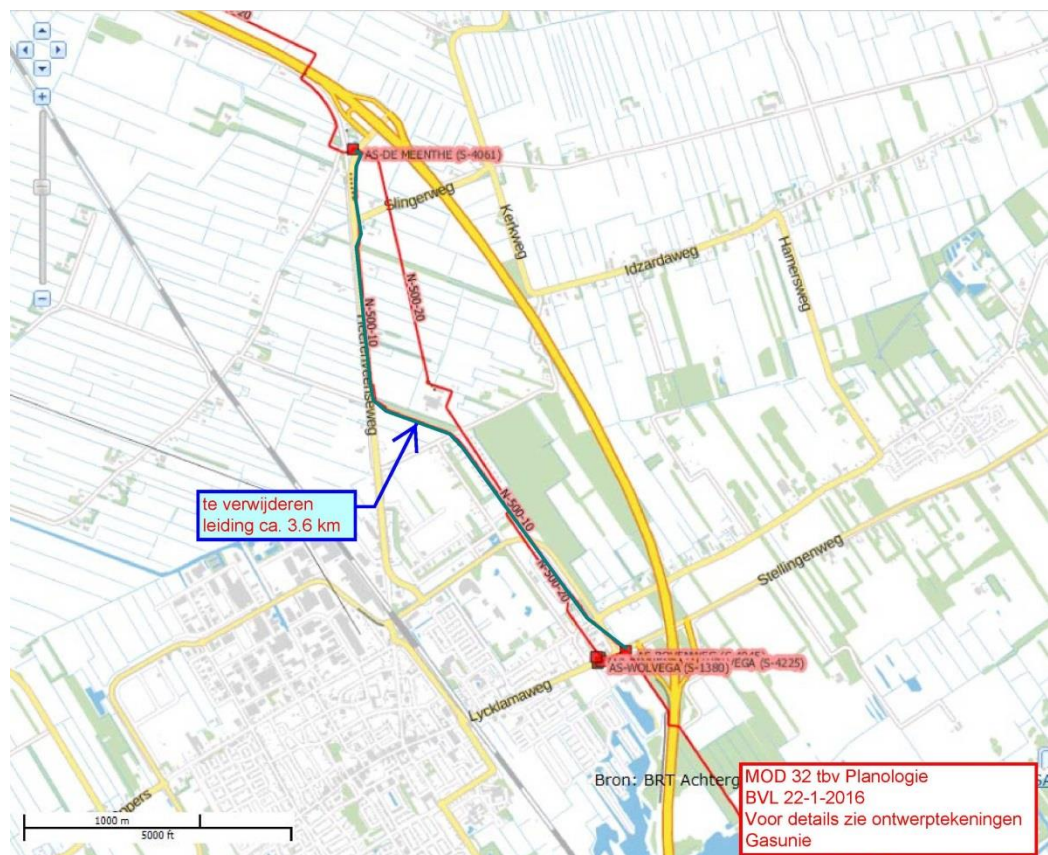 AS-DE MEENTHE (S-4061)
Slingerweg
Kerkweg
Idzardaweg
Hamersweg
N-500-20
N-500-10
Heerenveenseweg
te verwijderen
leiding ca. 3.6 km
N-500-10
N-500-20
Stellingenweg
(S-4225)
AS-WOLVEGA (S-1380)
Lycklamaweg
Bron: BRT Achterg
MOD 32 tbv Planologie
BVL 22-1-2016
Voor details zie ontwerptekeningen
Gasunie
1000 m
5000 ft